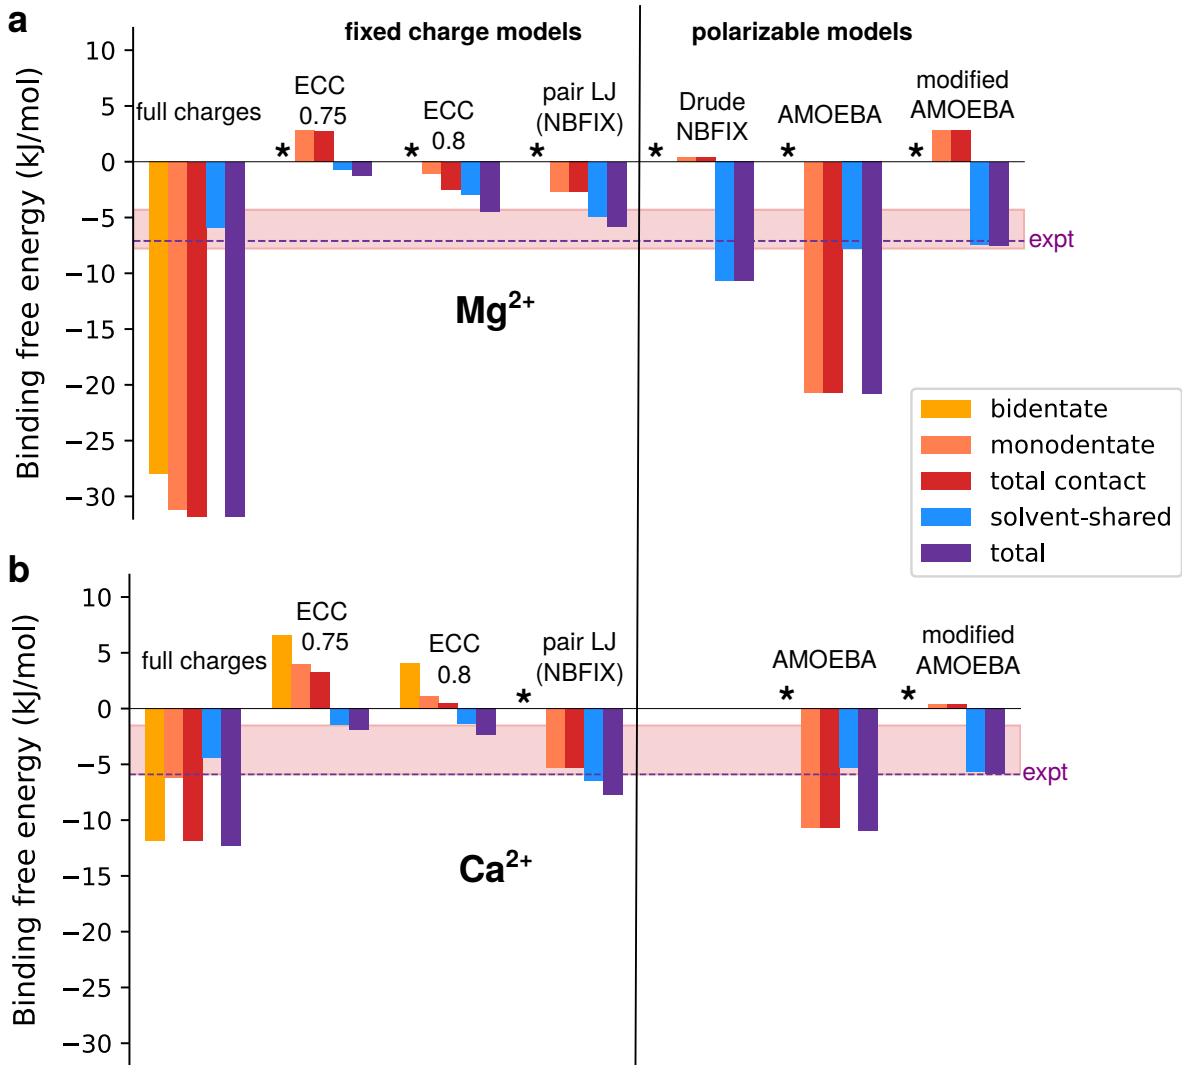 a
fixed charge models
polarizable models
Binding free energy (kJ/mol)
10
5
0
−5
−10
−15
−20
−25
−30
full charges
ECC
0.75
ECC
0.8
pair LJ
(NBFIX)
Drude
NBFIX
AMOEBA
modified
AMOEBA
*
*
*
*
*
*
expt
Mg2+
bidentate
monodentate
total contact
solvent-shared
total
b
Binding free energy (kJ/mol)
10
5
0
−5
−10
−15
−20
−25
−30
full charges
ECC
0.75
ECC
0.8
pair LJ
(NBFIX)
AMOEBA
modified
AMOEBA
*
*
*
expt
Ca2+